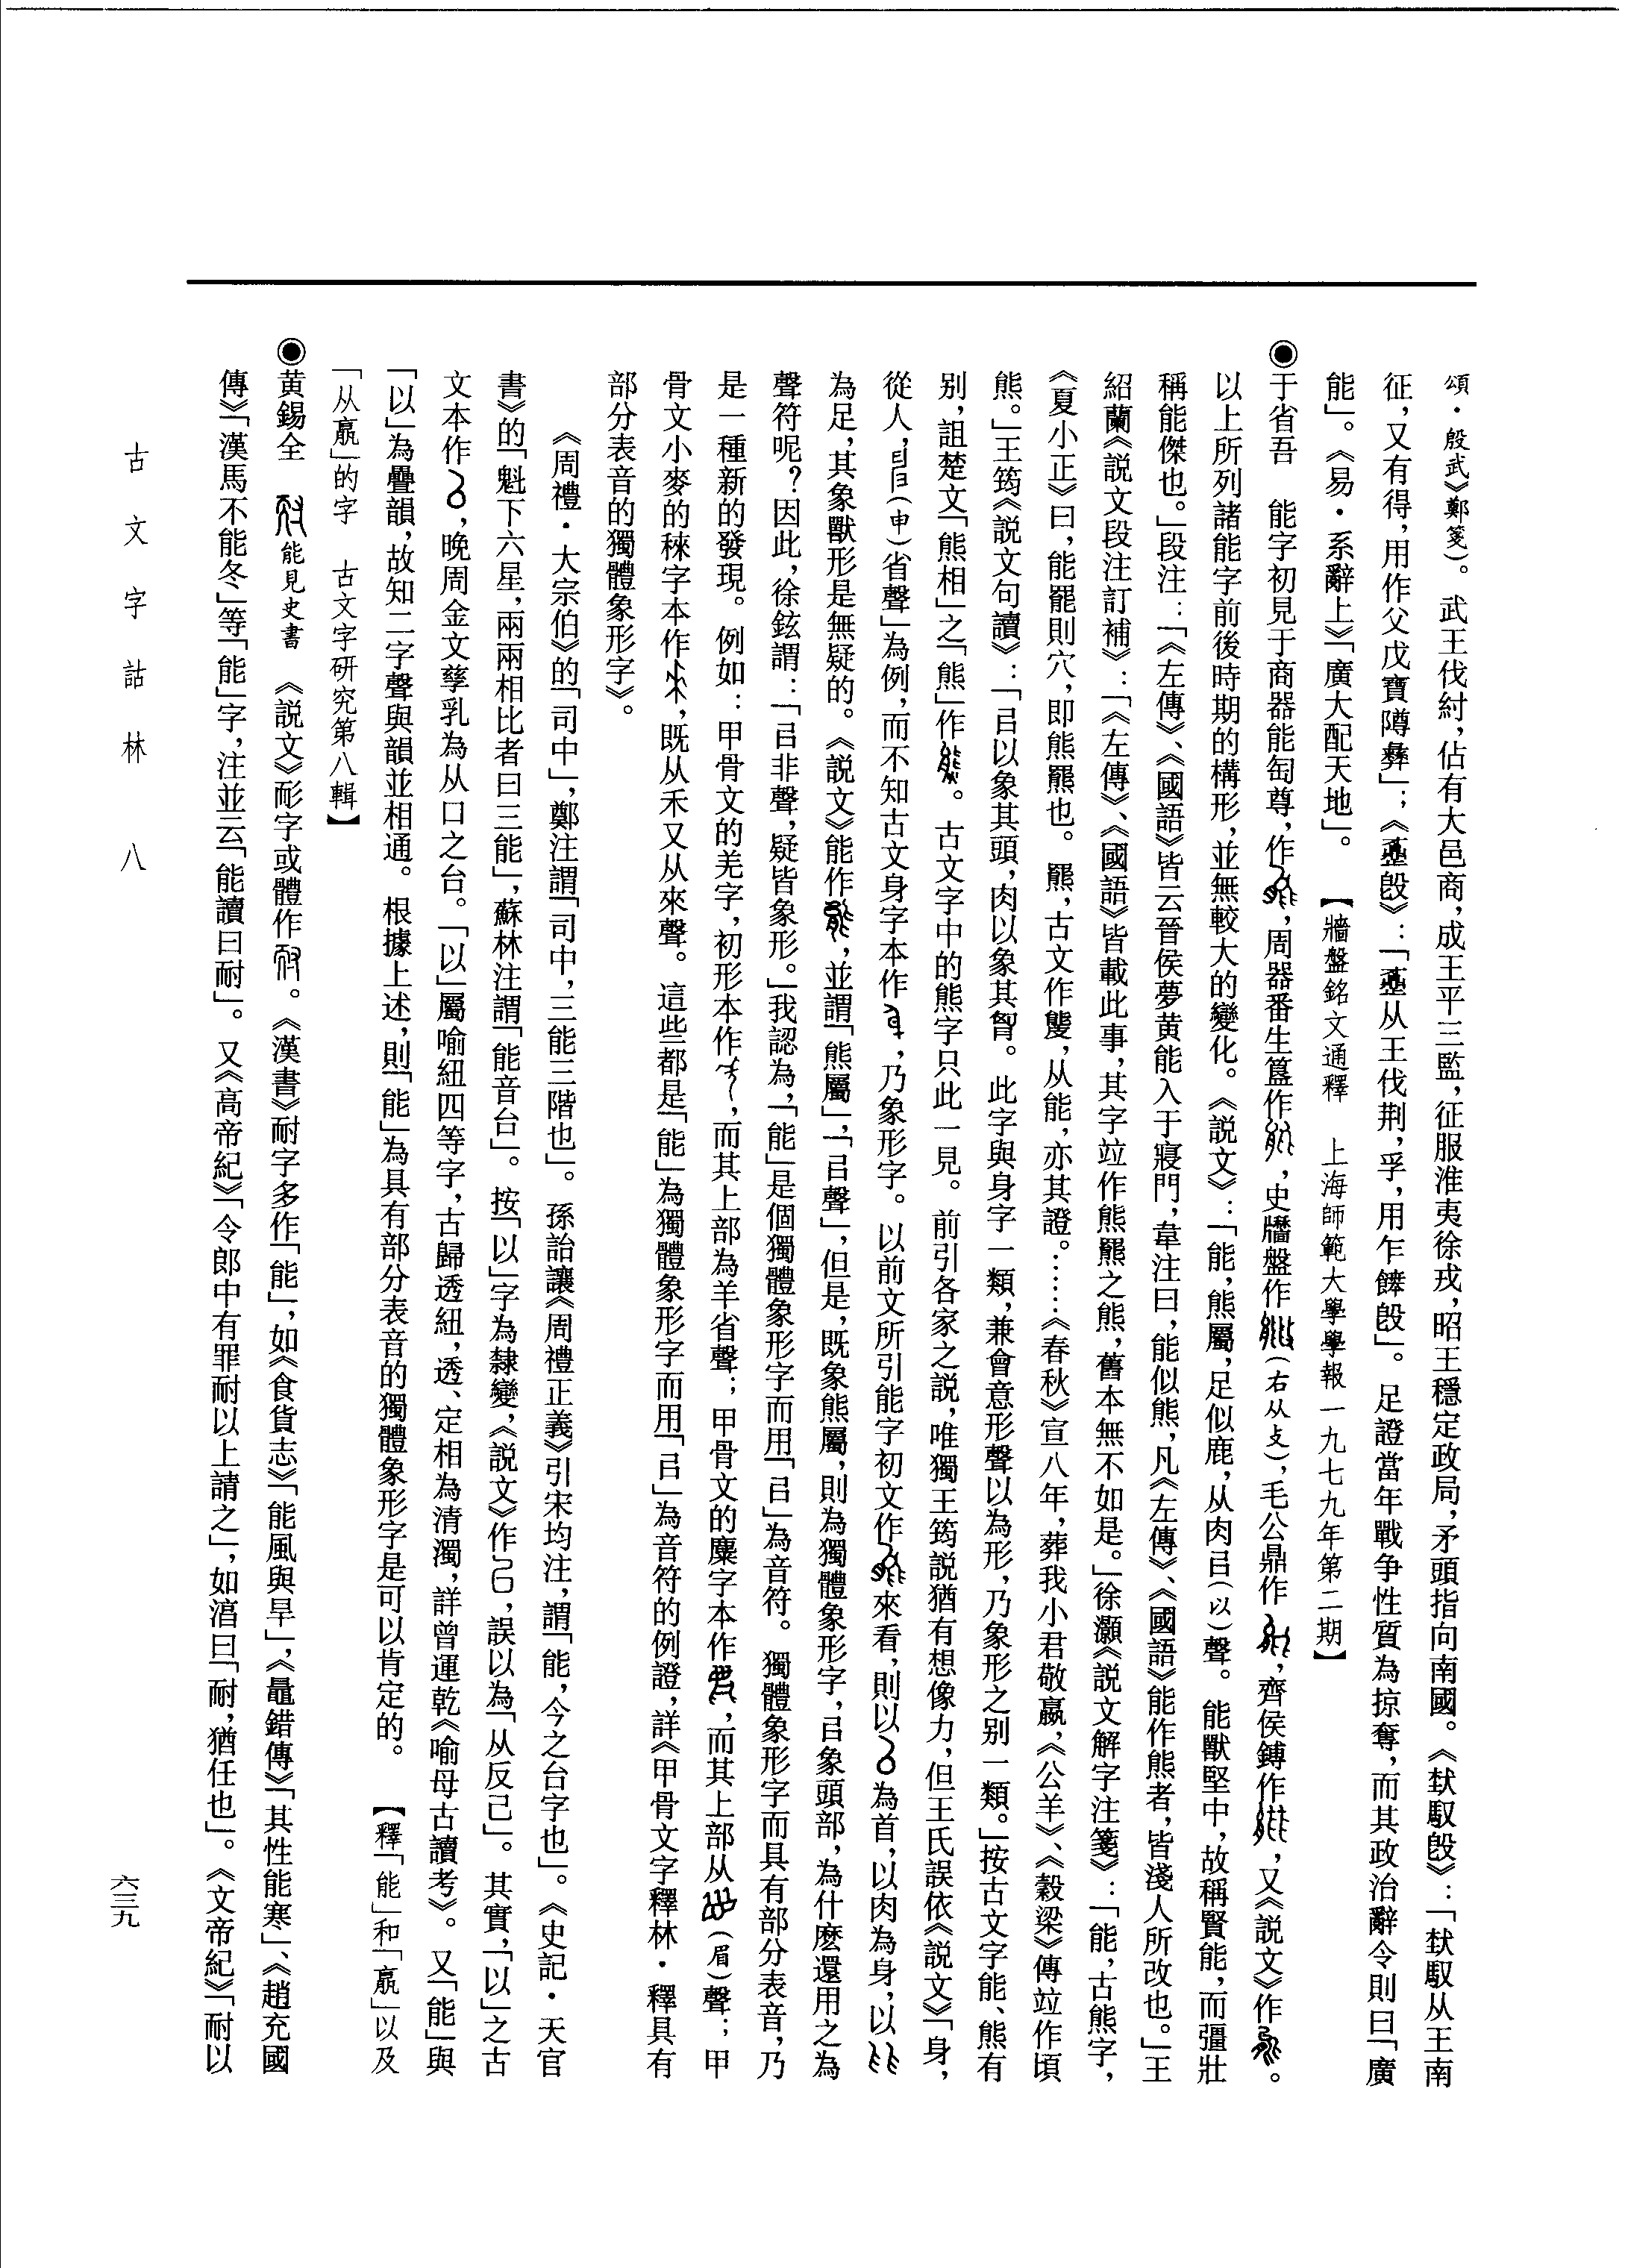 頌·殷武》鄭箋）。武王伐紂，佔有大邑商，成王平三監，征服淮夷徐戎，昭王穩定政局，矛頭指向南國。《㺇馭𣪘》：「㺇馭从王南
征，又有得，用作父戊寶障彝」；《𣪘》：「从王伐荆，孚，用乍餴𣪘」。足證當年戰争性質為掠奪，而其政治辭令則曰「廣
能」。《易·系辭上》「廣大配天地」。【牆盤銘文通釋　上海師範大學學報一九七九年第二期】
◉于省吾　能字初見于商器能匋尊，作，周器番生簋作，史牆盤作（右从攴），毛公鼎作，齊侯鎛作，又《説文》作。
以上所列諸能字前後時期的構形，並無較大的變化。《説文》：「能，熊屬，足似鹿，从肉㠯（以）聲。能獸堅中，故稱賢能，而彊壯
稱能傑也。」段注：「《左傳》、《國語》皆云晉侯夢黄能入于寢門，韋注曰，能似熊，凡《左傳》、《國語》能作熊者，皆淺人所改也。」王
紹蘭《説文段注訂補》：「《左傳》、《國語》皆載此事，其字竝作熊羆之熊，舊本無不如是。」徐灝《説文解字注箋》：「能，古熊字，
《夏小正》曰，能罷則穴，即熊羆也。羆，古文作，从能，亦其證。……《春秋》宣八年，葬我小君敬嬴，《公羊》、《穀梁》傳竝作頃
熊。」王筠《説文句讀》：「㠯以象其頭，肉以象其胷。此字與身字一類，兼會意形聲以為形，乃象形之别一類。」按古文字能、熊有
别，詛楚文「熊相」之「熊」作。古文字中的熊字只此一見。前引各家之説，唯獨王筠説猶有想像力，但王氏誤依《説文》「身，
從人，（申）省聲」為例，而不知古文身字本作，乃象形字。以前文所引能字初文作來看，則以為首，以肉為身，以
為足，其象獸形是無疑的。《説文》能作，並謂「熊屬」，「㠯聲」，但是，既象熊屬，則為獨體象形字，㠯象頭部，為什麽還用之為
聲符呢？因此，徐鉉謂：「㠯非聲，疑皆象形。」我認為，「能」是個獨體象形字而用「㠯」為音符。獨體象形字而具有部分表音，乃
是一種新的發現。例如：甲骨文的羌字，初形本作，而其上部為羊省聲；甲骨文的麋字本作，而其上部从（眉）聲；甲
骨文小麥的秾字本作，既从禾又从來聲。這些都是「能」為獨體象形字而用「㠯」為音符的例證，詳《甲骨文字釋林·釋具有
部分表音的獨體象形字》。
《周禮·大宗伯》的「司中」，鄭注謂「司中，三能三階也」。孫詒讓《周禮正義》引宋均注，謂「能，今之台字也」。《史記·天官
書》的「魁下六星，兩兩相比者曰三能」，蘇林注謂「能音台」。按「以」字為隸變，《説文》作，誤以為「从反已」。其實，「以」之古
文本作，晚周金文孳乳為从口之台。「以」屬喻紐四等字，古歸透紐，透、定相為清濁，詳曾運乾《喻母古讀考》。又「能」與
「以」為疊韻，故知二字聲與韻並相通。根據上述，則「能」為具有部分表音的獨體象形字是可以肯定的。【釋「能」和「𣎆」以及
「从𣎆」的字　古文字研究第八輯】
◉黄錫全　能見史書　《説文》耏字或體作。《漢書》耐字多作「能」，如《食貨志》「能風與旱」，《鼂錯傳》「其性能寒」、《趙充國
傳》「漢馬不能冬」等「能」字，注並云「能讀曰耐」。又《高帝紀》「令郎中有罪耐以上請之」，如湻曰「耐，猶任也」。《文帝紀》「耐以
古文字詁林　八
六三九